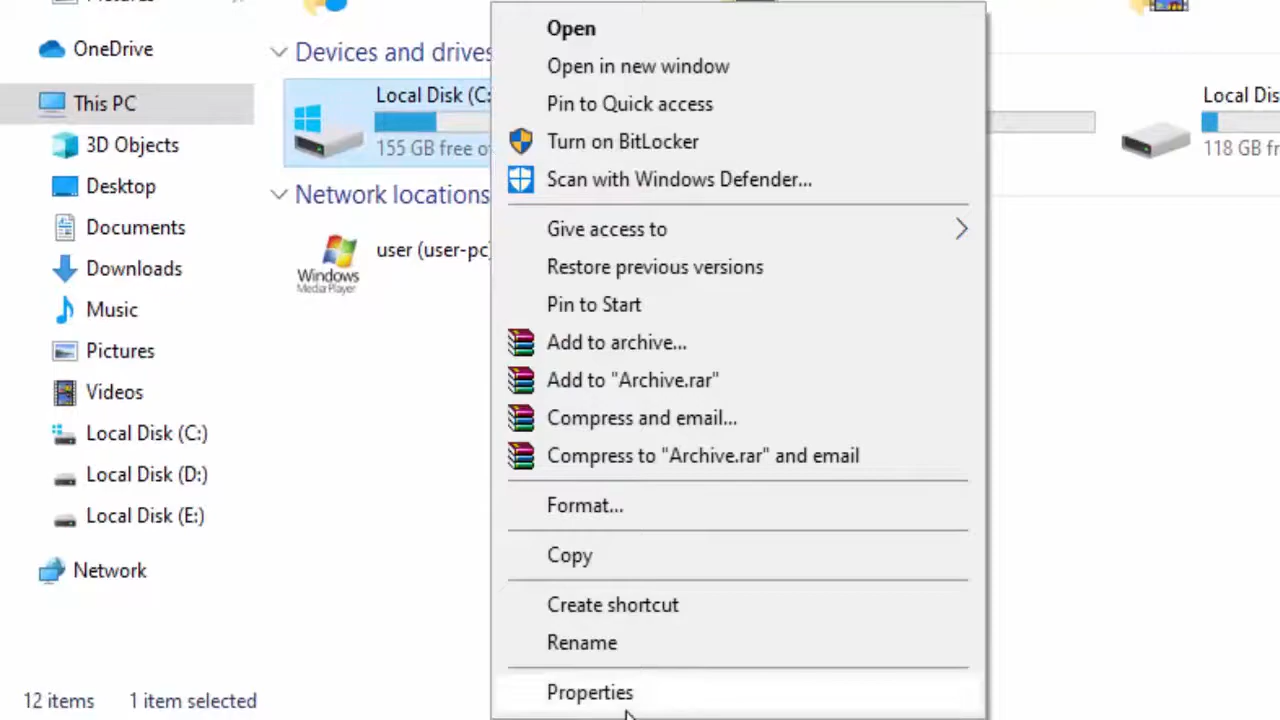 OneDrive
This PC
3D Objects
Desktop
Documents
Downloads
Music
Pictures
Videos
Local Disk (C:)
Local Disk (D:)
Local Disk (E:)
Network
12 items 1 item selected
Devices and drives
Local Disk (C:
155 GB free o
Network locations
user (user-pc)
Windows
Media Player
Open
Open in new window
Pin to Quick access
Turn on BitLocker
Scan with Windows Defender...
Give access to
Restore previous versions
Pin to Start
Add to archive...
Add to "Archive.rar"
Compress and email...
Compress to "Archive.rar" and email
Format...
Copy
Create shortcut
Rename
Properties
Local Dis
118 GB fr